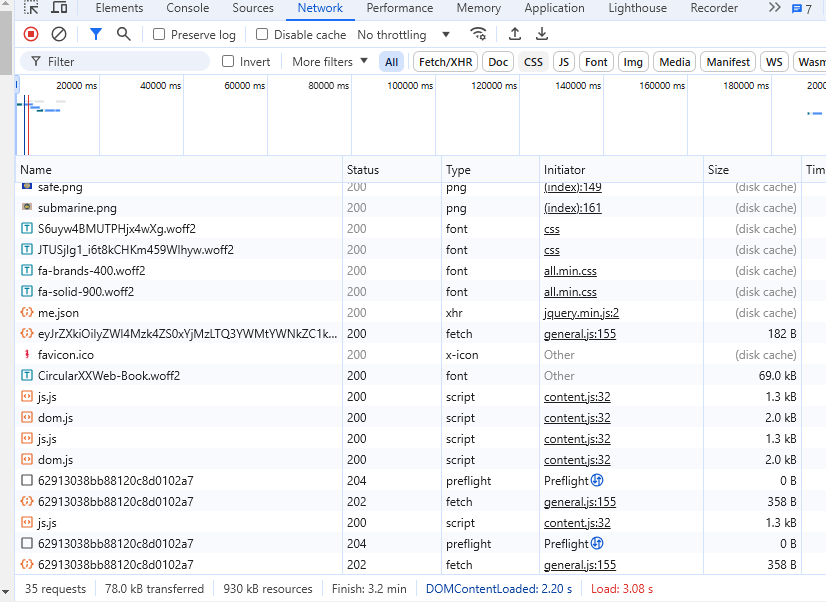 Elements Console Sources Network Performance Memory Application Lighthouse Recorder 7
Preserve log Disable cache No throttling
Filter Invert More filters All Fetch/XHR Doc CSS JS Font Img Media Manifest WS Wasm
20000 ms 40000 ms 60000 ms 100000 ms 120000 ms 140000 ms 160000 ms 180000 ms 2000
Name Status Type Initiator Size Tim
safe.png 200 png (index):149 (disk cache)
submarine.png 200 png (index):161 (disk cache)
S6uyw4BMUTPHjx4wXg.woff2 200 font css (disk cache)
JTUSjIg1_i6t8kCHKm459Wlhyw.woff2 200 font css (disk cache)
fa-brands-400.woff2 200 font all.min.css (disk cache)
fa-solid-900.woff2 200 font all.min.css (disk cache)
me.json 200 xhr jquery.min.js:2 (disk cache)
eyJrZXkiOiIyZWI4Mzk4ZS0xYjMzLTQ3YWMtYWNkZC1k... 200 fetch general.js:155 182 B
favicon.ico 200 x-icon Other (disk cache)
CircularXXWeb-Book.woff2 200 font Other 69.0 kB
js.js 200 script content.js:32 1.3 kB
dom.js 200 script content.js:32 2.0 kB
js.js 200 script content.js:32 1.3 kB
dom.js 200 script content.js:32 2.0 kB
62913038bb88120c8d0102a7 204 preflight Preflight 0 B
62913038bb88120c8d0102a7 202 fetch general.js:155 358 B
js.js 200 script content.js:32 1.3 kB
62913038bb88120c8d0102a7 204 preflight Preflight 0 B
62913038bb88120c8d0102a7 202 fetch general.js:155 358 B
35 requests 78.0 kB transferred 930 kB resources Finish: 3.2 min DOMContentLoaded: 2.20 s Load: 3.08 s